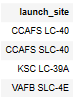 launch_site
CCAFS LC-40
CCAFS SLC-40
KSC LC-39A
VAFB SLC-4E